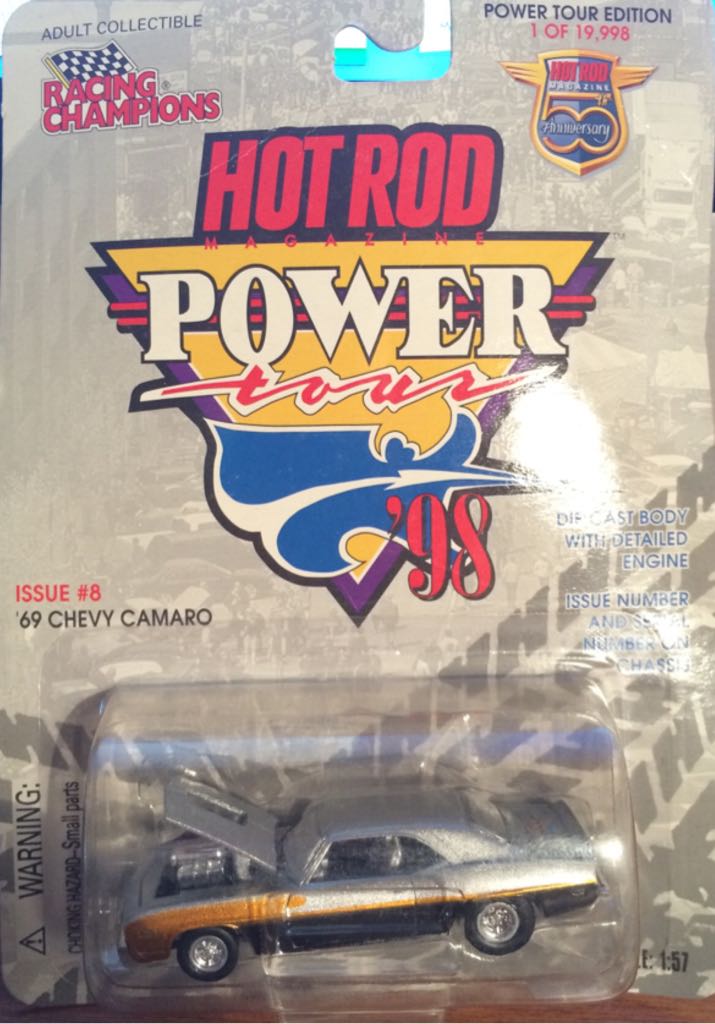 ADULT COLLECTIBLE
RACING
CHAMPIONS
POWER TOUR EDITION
1 OF 19,998
HOT ROD
MAGAZINE
50th
Anniversary
HOT ROD
MAGAZINE
POWER
tour
'98
DIE CAST BODY
WITH DETAILED
ENGINE
ISSUE NUMBER
AND SERIAL
NUMBER ON
CHASSIS
ISSUE #8
'69 CHEVY CAMARO
WARNING:
CHOKING HAZARD-Small parts
E: 1:57